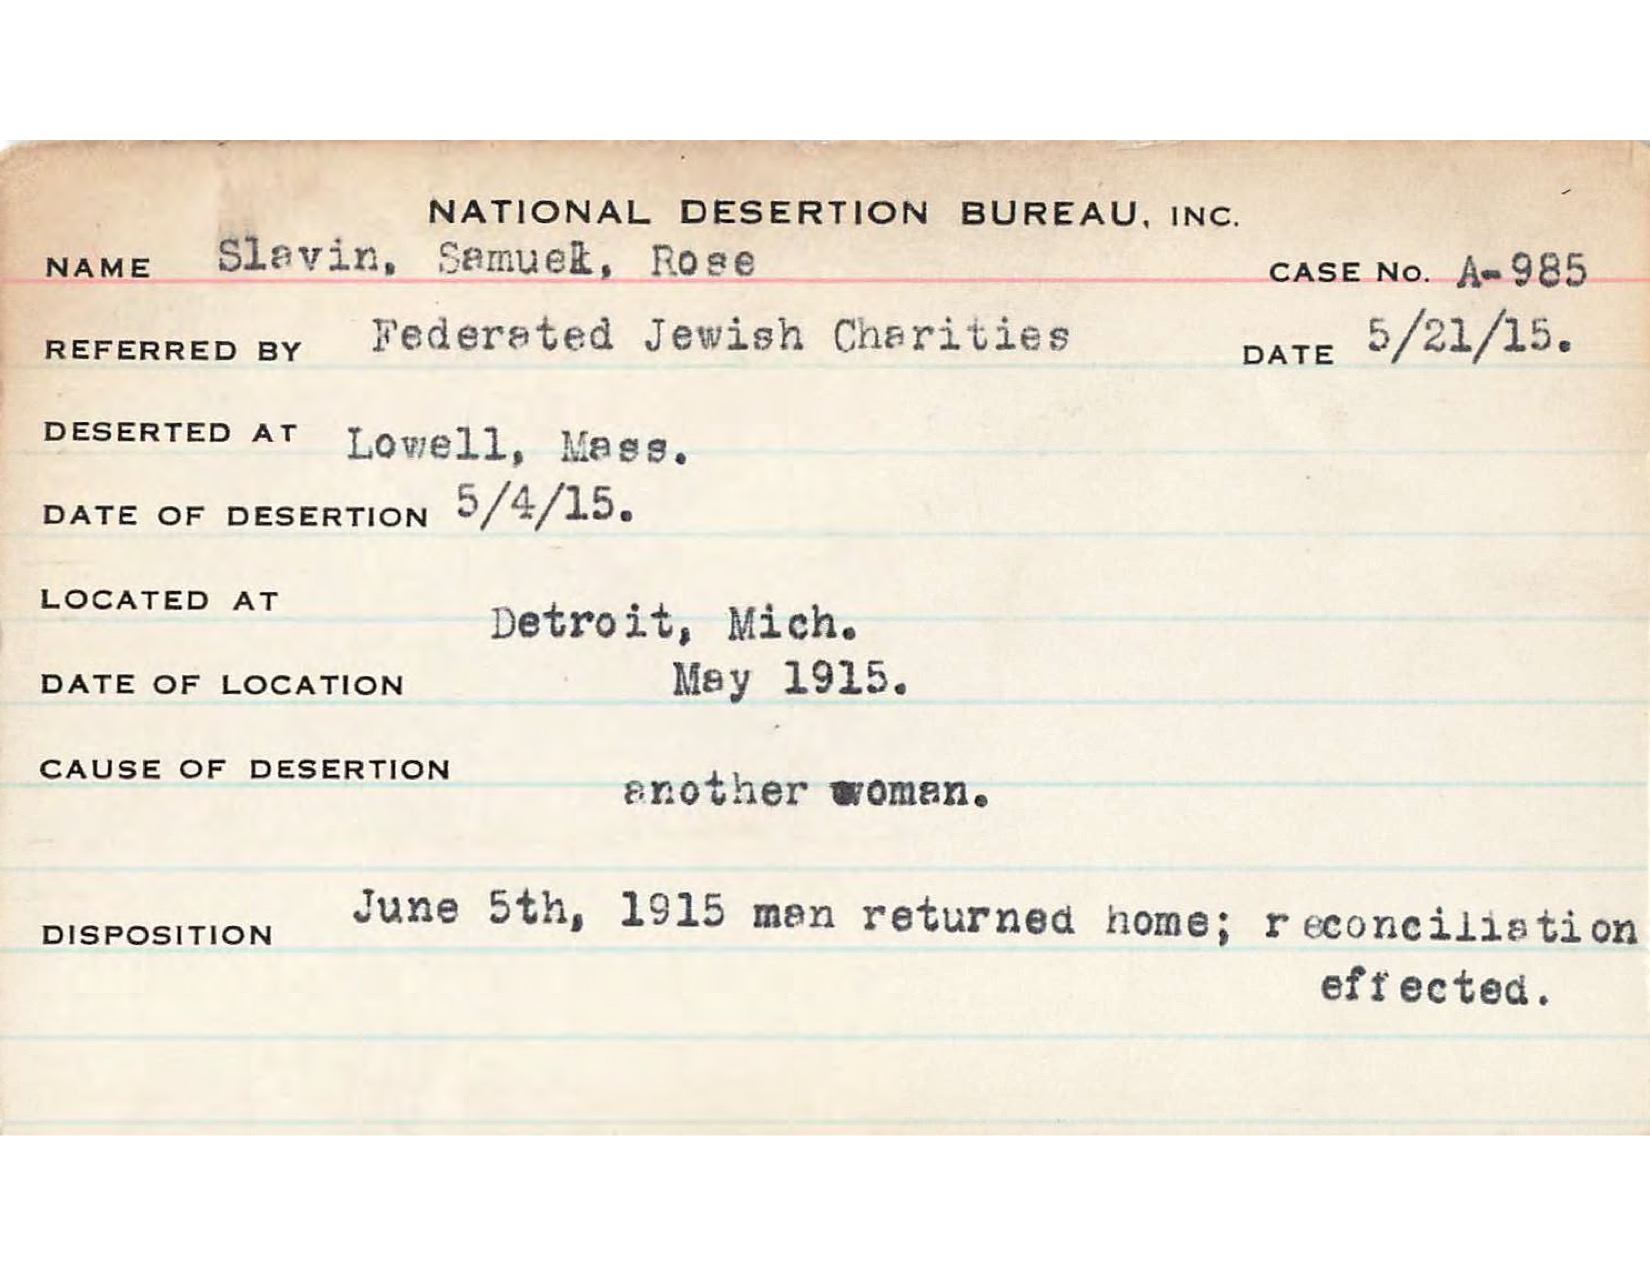 NATIONAL DESERTION BUREAU, INC.
NAME Slavin, Samuel, Rose CASE No. A-985
REFERRED BY Federated Jewish Charities DATE 5/21/15.
DESERTED AT Lowell, Mass.
DATE OF DESERTION 5/4/15.
LOCATED AT Detroit, Mich.
DATE OF LOCATION May 1915.
CAUSE OF DESERTION another woman.
DISPOSITION June 5th, 1915 man returned home; reconciliation
effected.